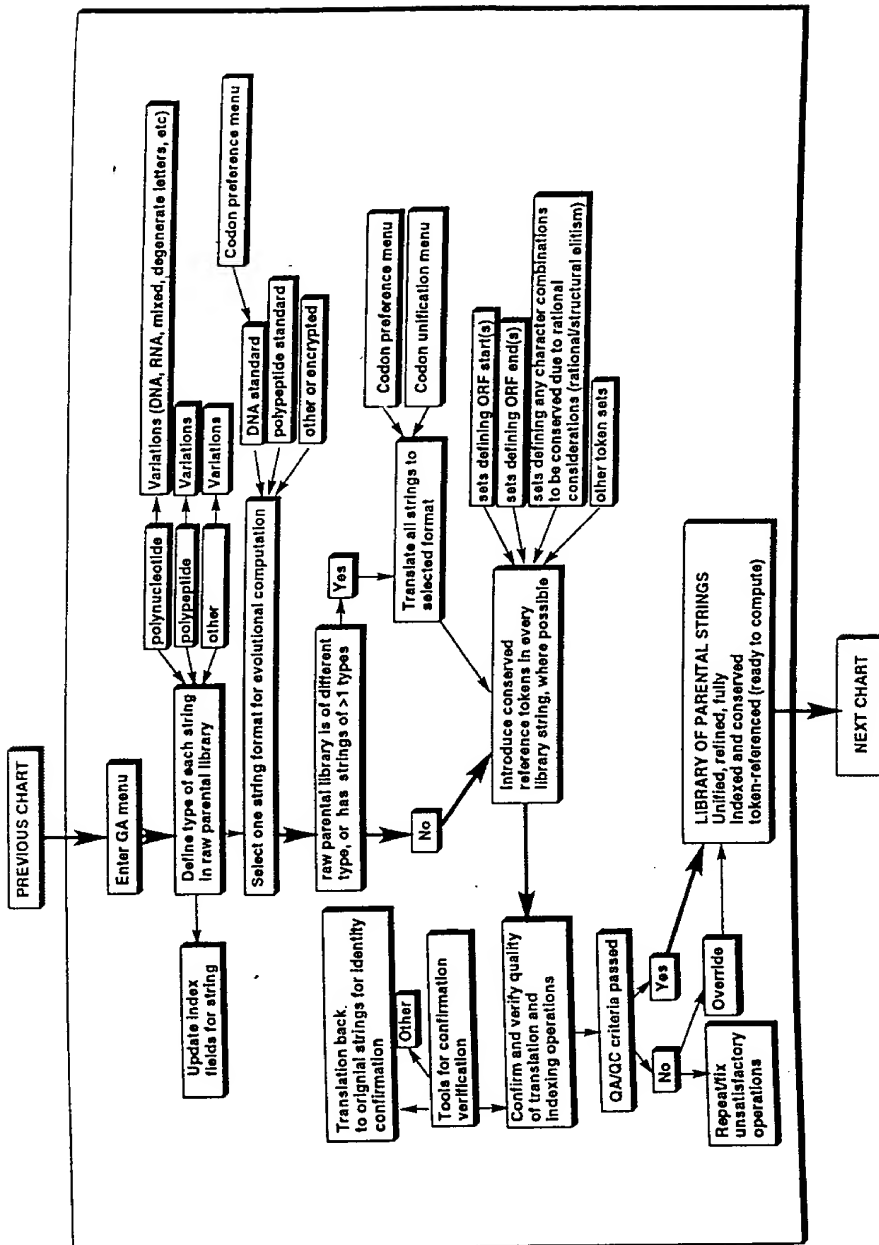 PREVIOUS CHART
Enter GA menu
Define type of each string
in raw parental library
Update index
fields for string
polynucleotide
polypeptide
other
Variations (DNA, RNA, mixed, degenerate letters, etc)
Variations
Variations
Select one string format for evolutional computation
DNA standard
polypeptide standard
other or encrypted
Codon preference menu
raw parental library is of different
type, or has strings of >1 types
Yes
No
Translate all strings to
selected format
Codon preference menu
Codon unification menu
Introduce conserved
reference tokens in every
library string, where possible
sets defining ORF start(s)
sets defining ORF end(s)
sets defining any character combinations
to be conserved due to rational
considerations (rational/structural elitism)
other token sets
Translation back.
to orignial strings for identity
confirmation
Other
Tools for confirmation
verification
Confirm and verify quality
of translation and
indexing operations
QA/QC criteria passed
Yes
No
Override
Repeat/fix
unsatisfactory
operations
LIBRARY OF PARENTAL STRINGS
Unified, refined, fully
Indexed and conserved
token-referenced (ready to compute)
NEXT CHART